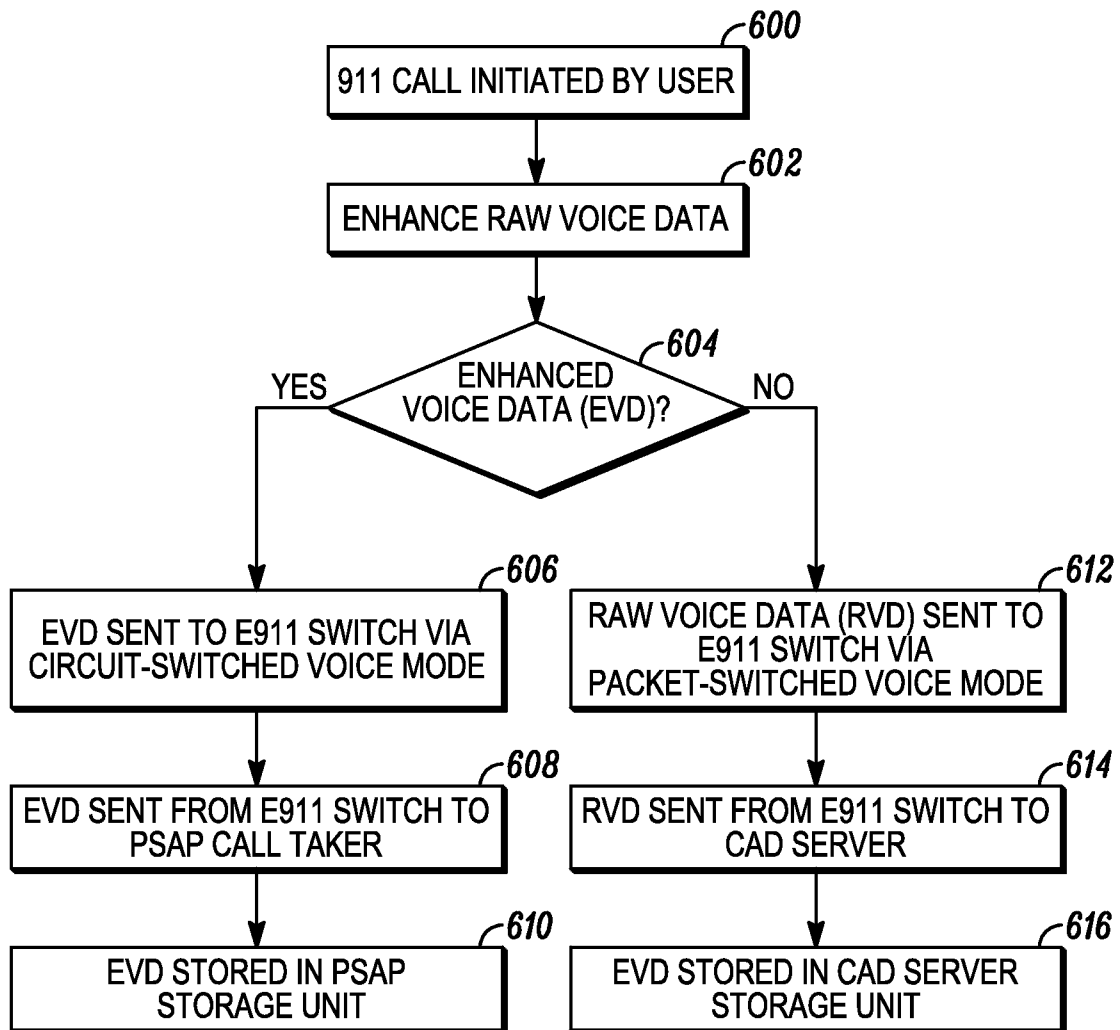 600
911 CALL INITIATED BY USER
602
ENHANCE RAW VOICE DATA
604
ENHANCED
VOICE DATA (EVD)?
YES
NO
606
EVD SENT TO E911 SWITCH VIA
CIRCUIT-SWITCHED VOICE MODE
612
RAW VOICE DATA (RVD) SENT TO
E911 SWITCH VIA
PACKET-SWITCHED VOICE MODE
608
EVD SENT FROM E911 SWITCH TO
PSAP CALL TAKER
614
RVD SENT FROM E911 SWITCH TO
CAD SERVER
610
EVD STORED IN PSAP
STORAGE UNIT
616
EVD STORED IN CAD SERVER
STORAGE UNIT